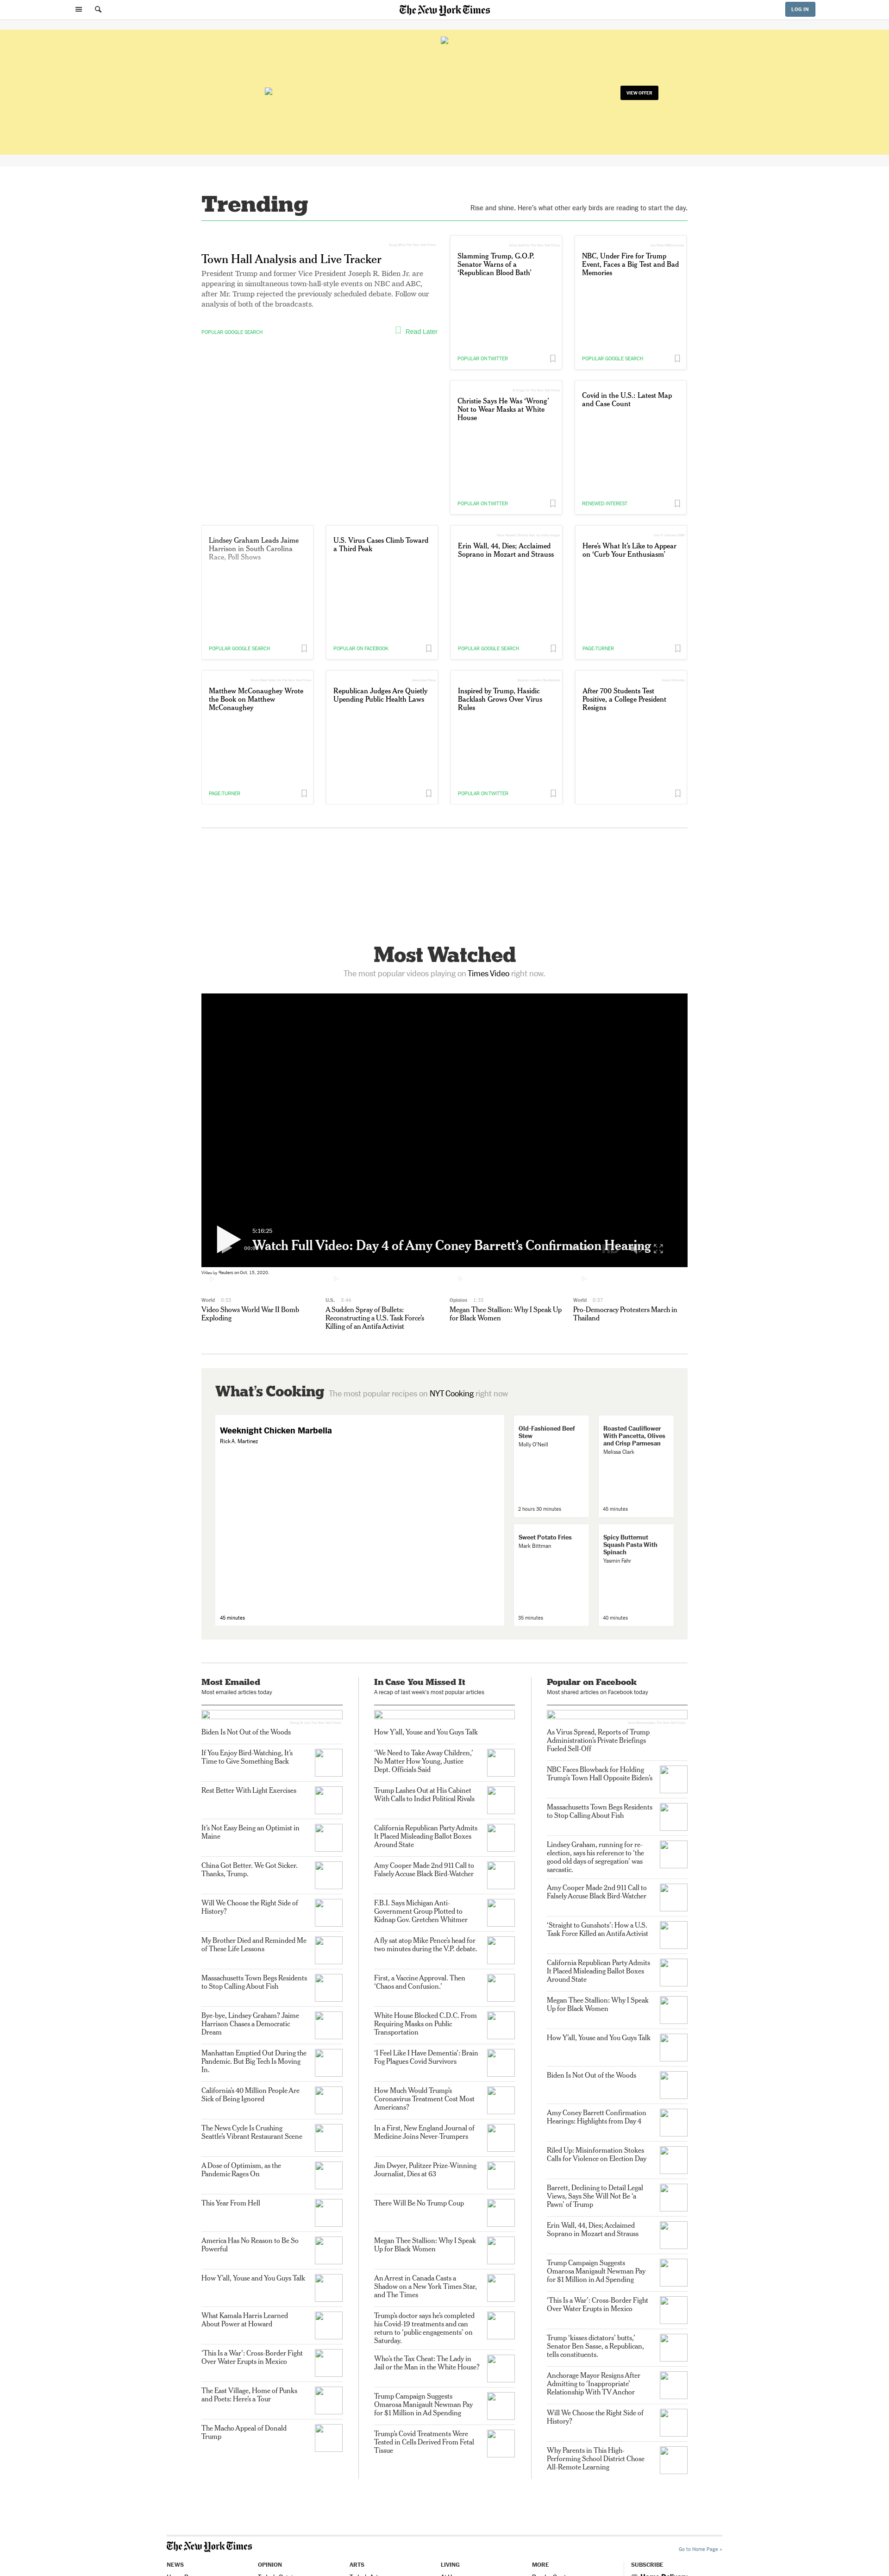 The New York Times
LOG IN
VIEW OFFER
Trending
Rise and shine. Here's what other early birds are reading to start the day.
Town Hall Analysis and Live Tracker
President Trump and former Vice President Joseph R. Biden Jr. are
appearing in simultaneous town-hall-style events on NBC and ABC,
after Mr. Trump rejected the previously scheduled debate. Follow our
analysis of both of the broadcasts.
POPULAR GOOGLE SEARCH
Read Later
Slamming Trump, G.O.P.
Senator Warns of a
‘Republican Blood Bath’
POPULAR ON TWITTER
NBC, Under Fire for Trump
Event, Faces a Big Test and Bad
Memories
POPULAR GOOGLE SEARCH
Christie Says He Was ‘Wrong’
Not to Wear Masks at White
House
POPULAR ON TWITTER
Covid in the U.S.: Latest Map
and Case Count
RENEWED INTEREST
Lindsey Graham Leads Jaime
Harrison in South Carolina
Race, Poll Shows
POPULAR GOOGLE SEARCH
U.S. Virus Cases Climb Toward
a Third Peak
POPULAR ON FACEBOOK
Erin Wall, 44, Dies; Acclaimed
Soprano in Mozart and Strauss
POPULAR GOOGLE SEARCH
Here's What It's Like to Appear
on ‘Curb Your Enthusiasm’
PAGE-TURNER
Matthew McConaughey Wrote
the Book on Matthew
McConaughey
PAGE-TURNER
Republican Judges Are Quietly
Upending Public Health Laws
Inspired by Trump, Hasidic
Backlash Grows Over Virus
Rules
POPULAR ON TWITTER
After 700 Students Test
Positive, a College President
Resigns
Most Watched
The most popular videos playing on Times Video right now.
5:16:25
Watch Full Video: Day 4 of Amy Coney Barrett's Confirmation Hearing
Video by Reuters on Oct. 15, 2020.
World 0:33
Video Shows World War II Bomb
Exploding
U.S. 5:44
A Sudden Spray of Bullets:
Reconstructing a U.S. Task Force's
Killing of an Antifa Activist
Opinion 1:30
Megan Thee Stallion: Why I Speak Up
for Black Women
World 0:37
Pro-Democracy Protesters March in
Thailand
What's Cooking The most popular recipes on NYT Cooking right now
Weeknight Chicken Marbella
Rick A. Martinez
45 minutes
Old-Fashioned Beef
Stew
Molly O'Neill
2 hours 30 minutes
Roasted Cauliflower
With Pancetta, Olives
and Crisp Parmesan
Melissa Clark
45 minutes
Sweet Potato Fries
Mark Bittman
35 minutes
Spicy Butternut
Squash Pasta With
Spinach
Yasmin Fahr
40 minutes
Most Emailed
Most emailed articles today
Biden Is Not Out of the Woods
If You Enjoy Bird-Watching, It's
Time to Give Something Back
Rest Better With Light Exercises
It's Not Easy Being an Optimist in
Maine
China Got Better. We Got Sicker.
Thanks, Trump.
Will We Choose the Right Side of
History?
My Brother Died and Reminded Me
of These Life Lessons
Massachusetts Town Begs Residents
to Stop Calling About Fish
Bye-bye, Lindsey Graham? Jaime
Harrison Chases a Democratic
Dream
Manhattan Emptied Out During the
Pandemic. But Big Tech Is Moving
In.
California's 40 Million People Are
Sick of Being Ignored
The News Cycle Is Crushing
Seattle's Vibrant Restaurant Scene
A Dose of Optimism, as the
Pandemic Rages On
This Year From Hell
America Has No Reason to Be So
Powerful
How Y'all, Youse and You Guys Talk
What Kamala Harris Learned
About Power at Howard
‘This Is a War’: Cross-Border Fight
Over Water Erupts in Mexico
The East Village, Home of Punks
and Poets: Here's a Tour
The Macho Appeal of Donald
Trump
In Case You Missed It
A recap of last week's most popular articles
How Y'all, Youse and You Guys Talk
‘We Need to Take Away Children,’
No Matter How Young, Justice
Dept. Officials Said
Trump Lashes Out at His Cabinet
With Calls to Indict Political Rivals
California Republican Party Admits
It Placed Misleading Ballot Boxes
Around State
Amy Cooper Made 2nd 911 Call to
Falsely Accuse Black Bird-Watcher
F.B.I. Says Michigan Anti-
Government Group Plotted to
Kidnap Gov. Gretchen Whitmer
A fly sat atop Mike Pence's head for
two minutes during the V.P. debate.
First, a Vaccine Approval. Then
‘Chaos and Confusion.’
White House Blocked C.D.C. From
Requiring Masks on Public
Transportation
‘I Feel Like I Have Dementia’: Brain
Fog Plagues Covid Survivors
How Much Would Trump's
Coronavirus Treatment Cost Most
Americans?
In a First, New England Journal of
Medicine Joins Never-Trumpers
Jim Dwyer, Pulitzer Prize-Winning
Journalist, Dies at 63
There Will Be No Trump Coup
Megan Thee Stallion: Why I Speak
Up for Black Women
An Arrest in Canada Casts a
Shadow on a New York Times Star,
and The Times
Trump's doctor says he's completed
his Covid-19 treatments and can
return to ‘public engagements’ on
Saturday.
Who's the Tax Cheat: The Lady in
Jail or the Man in the White House?
Trump Campaign Suggests
Omarosa Manigault Newman Pay
for $1 Million in Ad Spending
Trump's Covid Treatments Were
Tested in Cells Derived From Fetal
Tissue
Popular on Facebook
Most shared articles on Facebook today
As Virus Spread, Reports of Trump
Administration's Private Briefings
Fueled Sell-Off
NBC Faces Blowback for Holding
Trump's Town Hall Opposite Biden's
Massachusetts Town Begs Residents
to Stop Calling About Fish
Lindsey Graham, running for re-
election, says his reference to ‘the
good old days of segregation’ was
sarcastic.
Amy Cooper Made 2nd 911 Call to
Falsely Accuse Black Bird-Watcher
‘Straight to Gunshots’: How a U.S.
Task Force Killed an Antifa Activist
California Republican Party Admits
It Placed Misleading Ballot Boxes
Around State
Megan Thee Stallion: Why I Speak
Up for Black Women
How Y'all, Youse and You Guys Talk
Biden Is Not Out of the Woods
Amy Coney Barrett Confirmation
Hearings: Highlights from Day 4
Riled Up: Misinformation Stokes
Calls for Violence on Election Day
Barrett, Declining to Detail Legal
Views, Says She Will Not Be ‘a
Pawn’ of Trump
Erin Wall, 44, Dies; Acclaimed
Soprano in Mozart and Strauss
Trump Campaign Suggests
Omarosa Manigault Newman Pay
for $1 Million in Ad Spending
‘This Is a War’: Cross-Border Fight
Over Water Erupts in Mexico
Trump ‘kisses dictators’ butts,’
Senator Ben Sasse, a Republican,
tells constituents.
Anchorage Mayor Resigns After
Admitting to ‘Inappropriate’
Relationship With TV Anchor
Will We Choose the Right Side of
History?
Why Parents in This High-
Performing School District Chose
All-Remote Learning
The New York Times
Go to Home Page »
NEWS
OPINION
ARTS
LIVING
MORE
SUBSCRIBE